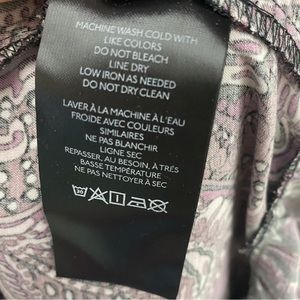 MACHINE WASH COLD WITH
LIKE COLORS
DO NOT BLEACH
LINE DRY
LOW IRON AS NEEDED
DO NOT DRY CLEAN
LAVER À LA MACHINE À L'EAU
FROIDE AVEC COULEURS
SIMILAIRES
NE PAS BLANCHIR
LIGNE SEC
REPASSER, AU BESOIN, À TRÈS
BASSE TEMPÉRATURE
NE PAS NETTOYER À SEC